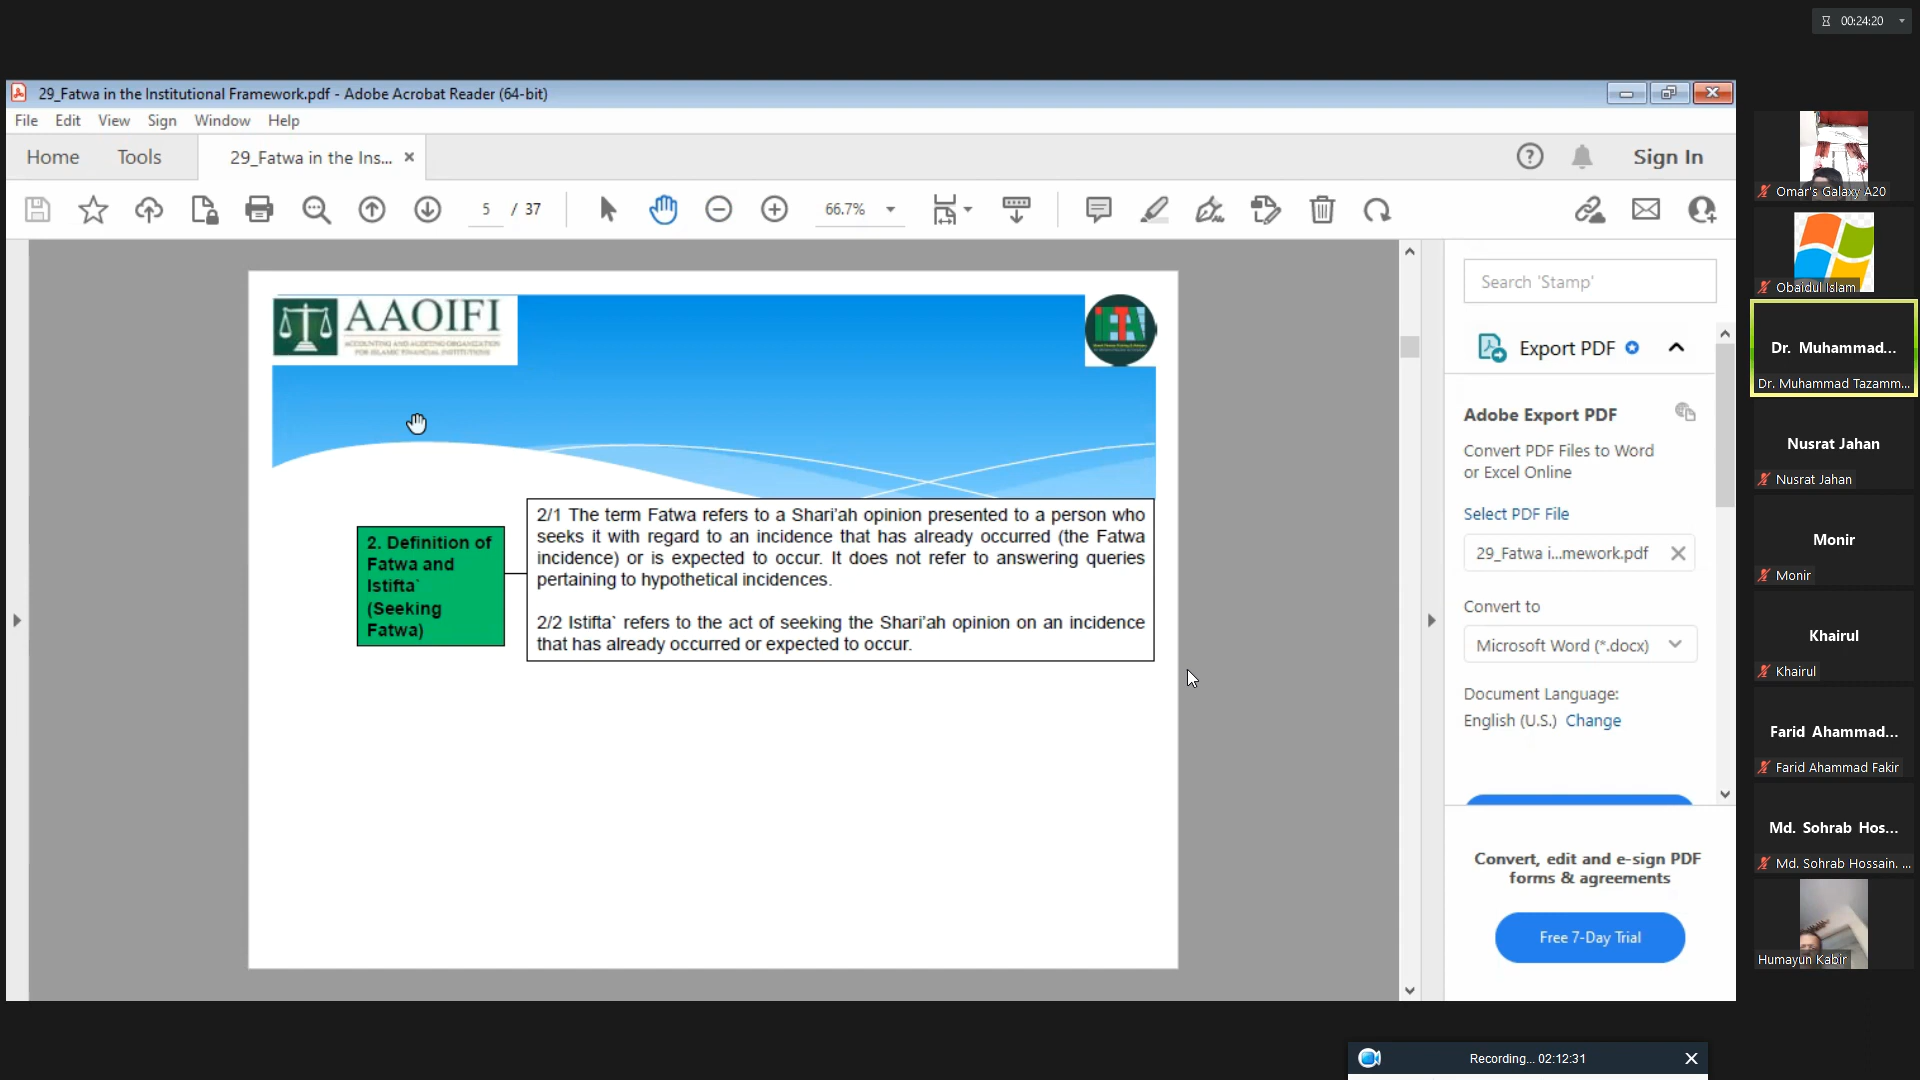 00:24:20
29_Fatwa in the Institutional Framework.pdf - Adobe Acrobat Reader (64-bit)
File Edit View Sign Window Help
Home Tools 29_Fatwa in the Ins... Sign In
5 / 37 66.7%
AAOIFI
ACCOUNTING AND AUDITING ORGANIZATION
FOR ISLAMIC FINANCIAL INSTITUTIONS
2. Definition of
Fatwa and
Istifta`
(Seeking
Fatwa)
2/1 The term Fatwa refers to a Shari’ah opinion presented to a person who
seeks it with regard to an incidence that has already occurred (the Fatwa
incidence) or is expected to occur. It does not refer to answering queries
pertaining to hypothetical incidences.
2/2 Istifta` refers to the act of seeking the Shari’ah opinion on an incidence
that has already occurred or expected to occur.
Search 'Stamp'
Export PDF
Adobe Export PDF
Convert PDF Files to Word
or Excel Online
Select PDF File
29_Fatwa i...mework.pdf
Convert to
Microsoft Word (*.docx)
Document Language:
English (U.S.) Change
Convert, edit and e-sign PDF
forms & agreements
Free 7-Day Trial
Omar's Galaxy A20
Obaidul Islam
Dr. Muhammad...
Dr. Muhammad Tazamm...
Nusrat Jahan
Nusrat Jahan
Monir
Monir
Khairul
Khairul
Farid Ahammad...
Farid Ahammad Fakir
Md. Sohrab Hos...
Md. Sohrab Hossain. ...
Humayun Kabir
Recording... 02:12:31